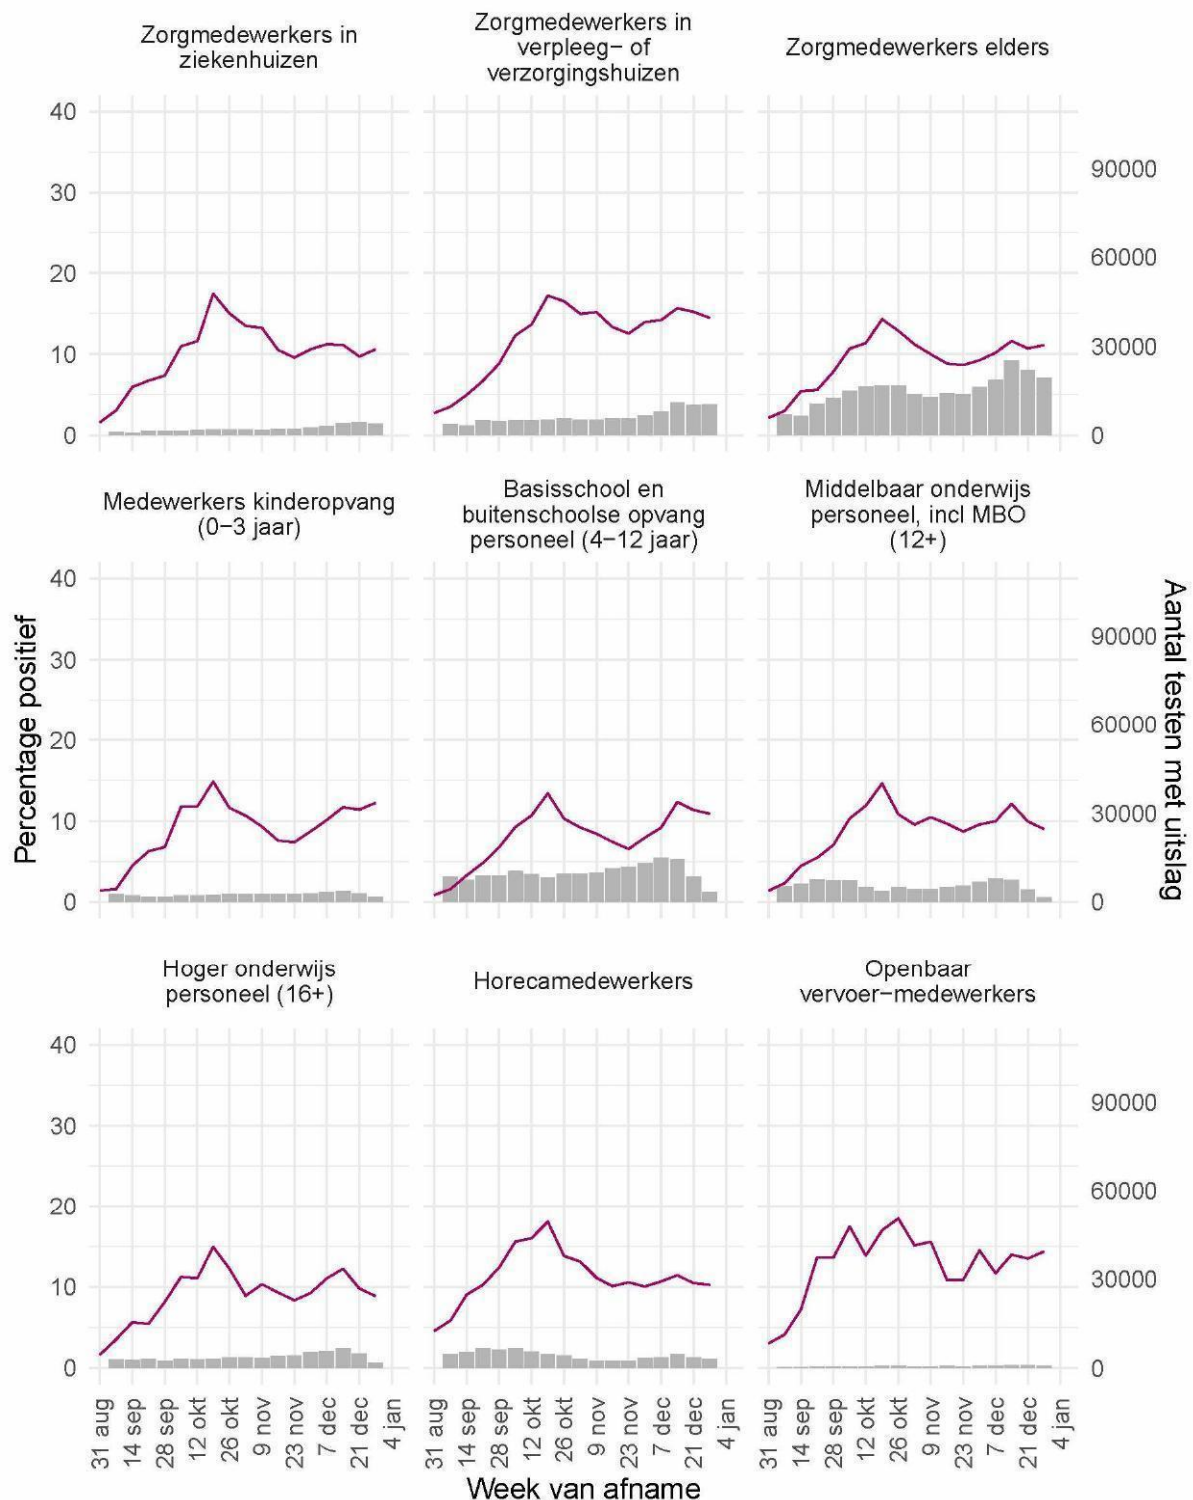 Zorgmedewerkers in
ziekenhuizen
Zorgmedewerkers in
verpleeg− of
verzorgingshuizen
Zorgmedewerkers elders
40
30
20
10
0
90000
60000
30000
0
Medewerkers kinderopvang
(0−3 jaar)
Basisschool en
buitenschoolse opvang
personeel (4−12 jaar)
Middelbaar onderwijs
personeel, incl MBO
(12+)
40
30
20
10
0
90000
60000
30000
0
Percentage positief
Aantal testen met uitslag
Hoger onderwijs
personeel (16+)
Horecamedewerkers
Openbaar
vervoer−medewerkers
40
30
20
10
0
90000
60000
30000
0
31 aug
14 sep
28 sep
12 okt
26 okt
9 nov
23 nov
7 dec
21 dec
4 jan
31 aug
14 sep
28 sep
12 okt
26 okt
9 nov
23 nov
7 dec
21 dec
4 jan
31 aug
14 sep
28 sep
12 okt
26 okt
9 nov
23 nov
7 dec
21 dec
4 jan
Week van afname